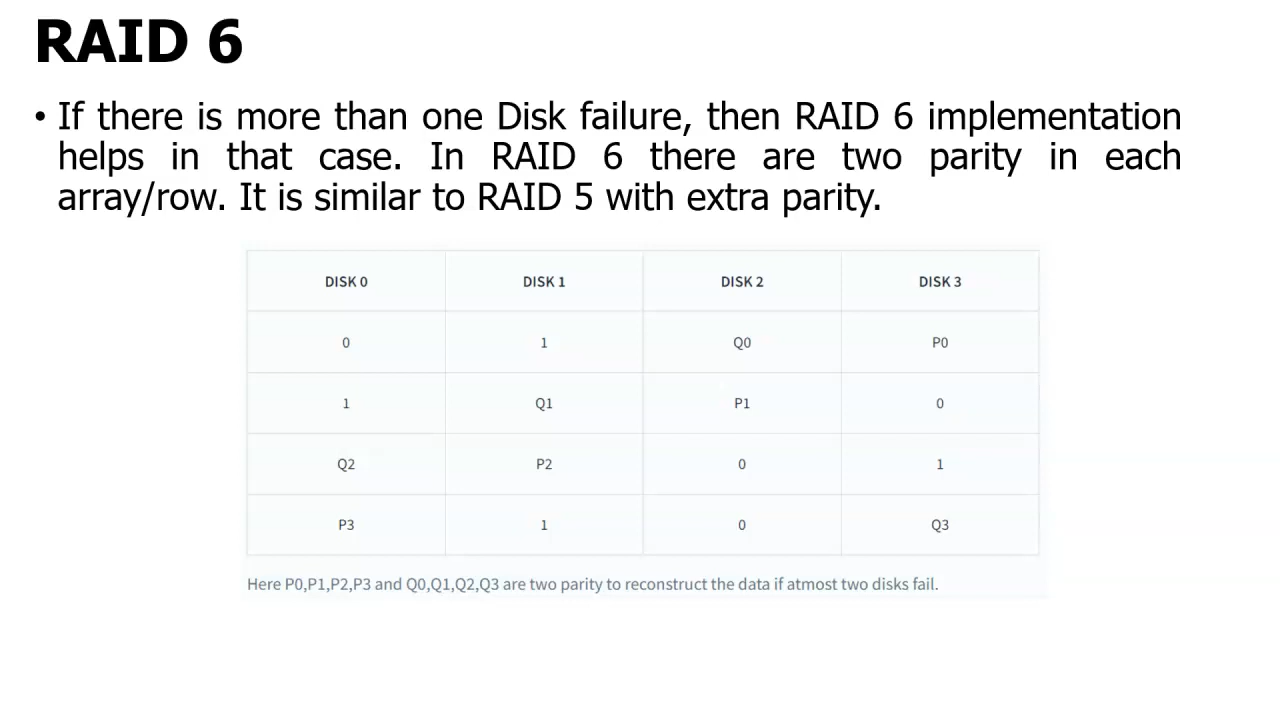 RAID 6
• If there is more than one Disk failure, then RAID 6 implementation
helps in that case. In RAID 6 there are two parity in each
array/row. It is similar to RAID 5 with extra parity.
DISK 0 DISK 1 DISK 2 DISK 3
0 1 Q0 P0
1 Q1 P1 0
Q2 P2 0 1
P3 1 0 Q3
Here P0,P1,P2,P3 and Q0,Q1,Q2,Q3 are two parity to reconstruct the data if atmost two disks fail.